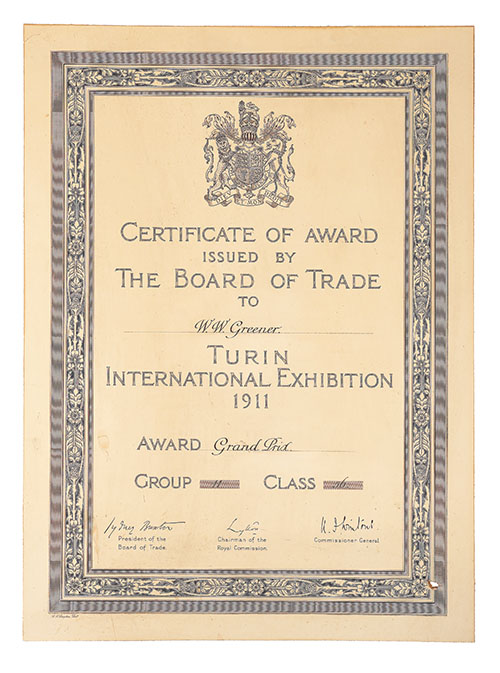 CERTIFICATE OF AWARD
ISSUED BY
THE BOARD OF TRADE
TO
W.W. Greener.
TURIN
INTERNATIONAL EXHIBITION
1911
AWARD Grand Prix.
GROUP CLASS
President of the Board of Trade.
Chairman of the Royal Commission.
Commissioner General